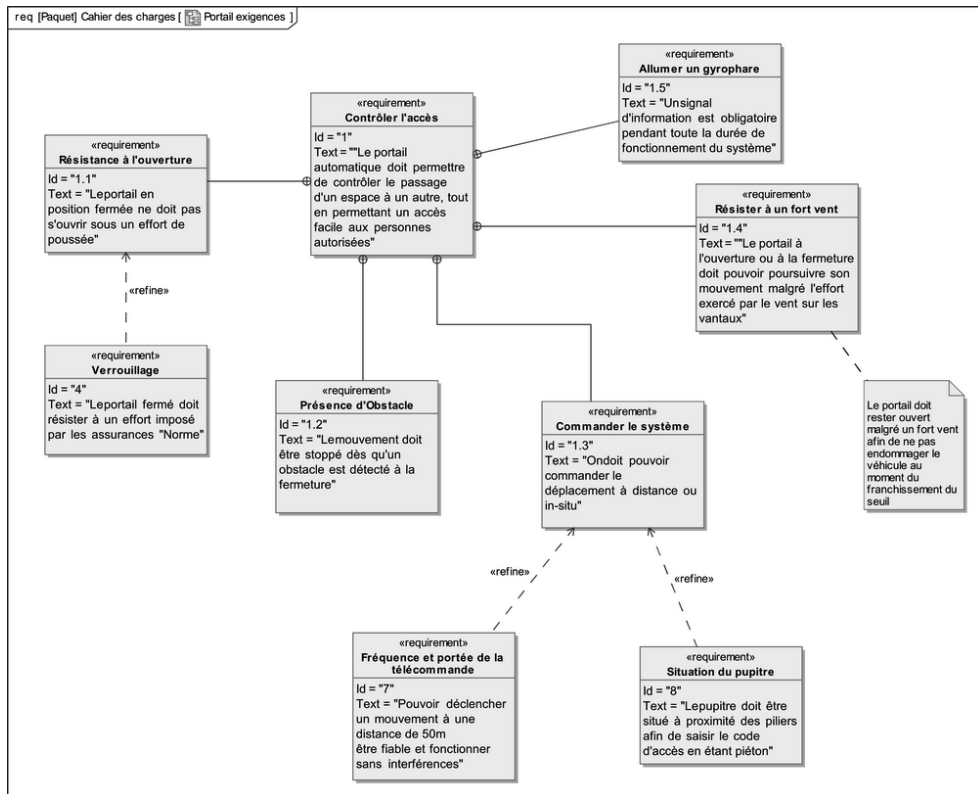 req [Paquet] Cahier des charges [ Portail exigences ]
«requirement»
Allumer un gyrophare
Id = "1.5"
Text = "Unsignal
d'information est obligatoire
pendant toute la durée de
fonctionnement du système"
«requirement»
Contrôler l'accès
Id = "1"
Text = ""Le portail
automatique doit permettre
de contrôler le passage
d'un espace à un autre, tout
en permettant un accès
facile aux personnes
autorisées"
«requirement»
Résistance à l'ouverture
Id = "1.1"
Text = "Leportail en
position fermée ne doit pas
s'ouvrir sous un effort de
poussée"
«requirement»
Résister à un fort vent
Id = "1.4"
Text = ""Le portail à
l'ouverture ou à la fermeture
doit pouvoir poursuivre son
mouvement malgré l'effort
exercé par le vent sur les
vantaux"
«refine»
«requirement»
Verrouillage
Id = "4"
Text = "Leportail fermé doit
résister à un effort imposé
par les assurances "Norme"
«requirement»
Présence d'Obstacle
Id = "1.2"
Text = "Lemouvement doit
être stoppé dès qu'un
obstacle est détecté à la
fermeture"
«requirement»
Commander le système
Id = "1.3"
Text = "Ondoit pouvoir
commander le
déplacement à distance ou
in-situ"
Le portail doit
rester ouvert
malgré un fort vent
afin de ne pas
endommager le
véhicule au
moment du
franchissement du
seuil
«refine»
«refine»
«requirement»
Fréquence et portée de la
télécommande
Id = "7"
Text = "Pouvoir déclencher
un mouvement à une
distance de 50m
être fiable et fonctionner
sans interférences"
«requirement»
Situation du pupitre
Id = "8"
Text = "Lepupitre doit être
situé à proximité des piliers
afin de saisir le code
d'accès en étant piéton"